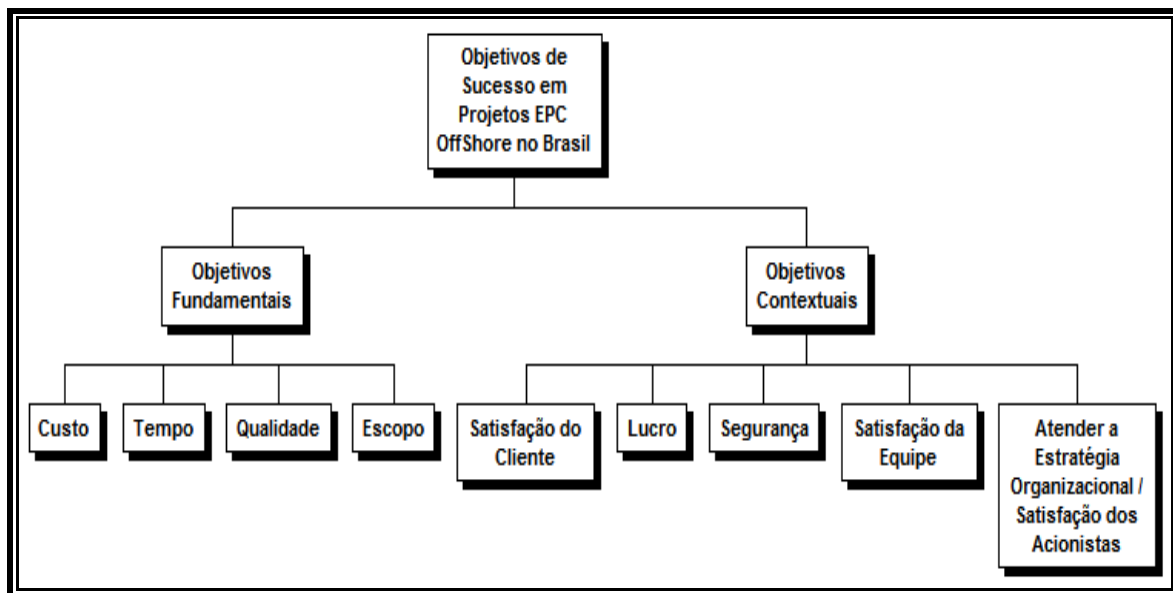 Objetivos de
Sucesso em
Projetos EPC
OffShore no Brasil
Objetivos
Fundamentais
Objetivos
Contextuais
Custo
Tempo
Qualidade
Escopo
Satisfação do
Cliente
Lucro
Segurança
Satisfação da
Equipe
Atender a
Estratégia
Organizacional /
Satisfação dos
Acionistas